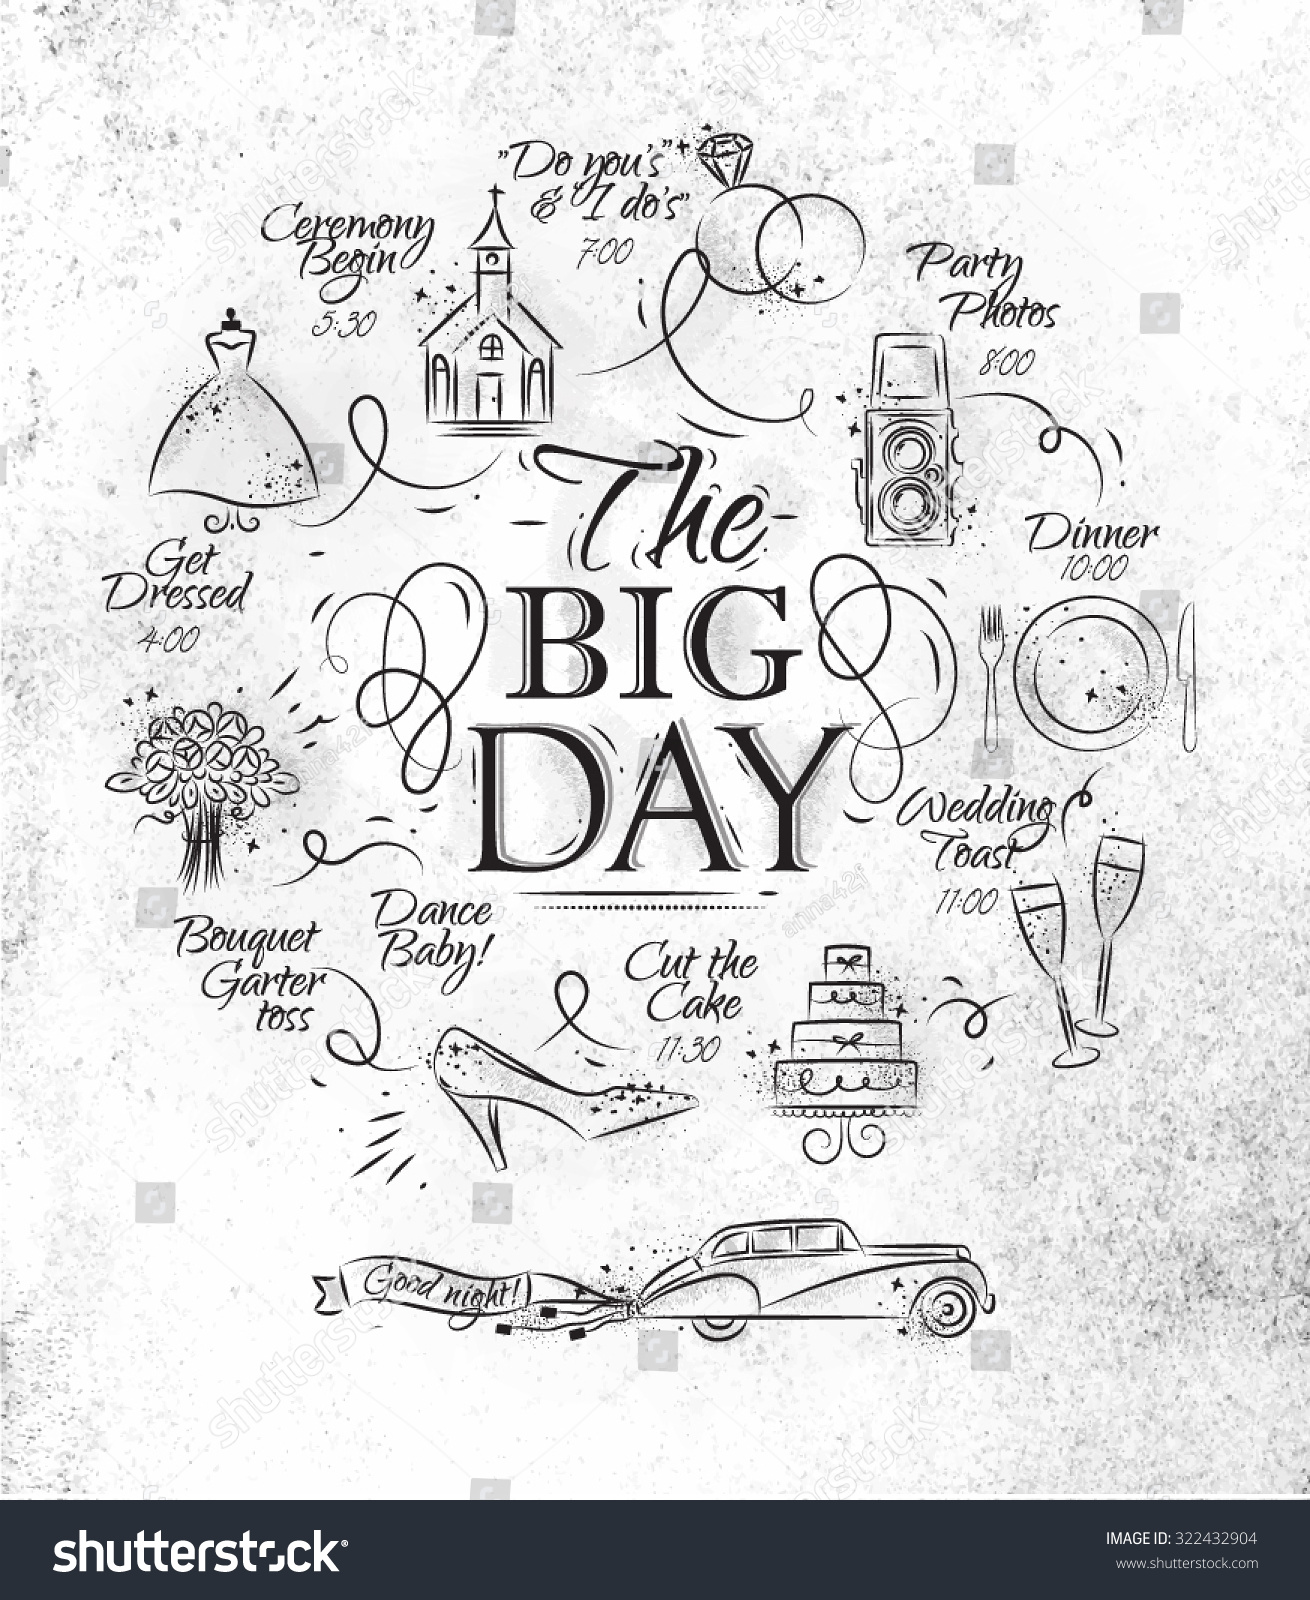 The
BIG
DAY
Get
Dressed
4:00
Ceremony
Begin
5:30
"Do you's"
& "I do's"
7:00
Party
Photos
8:00
Dinner
10:00
Wedding
Toast
11:00
Cut the
Cake
11:30
Dance
Baby!
Bouquet
Garter
toss
Good night!
shutterstock
IMAGE ID: 322432904
www.shutterstock.com